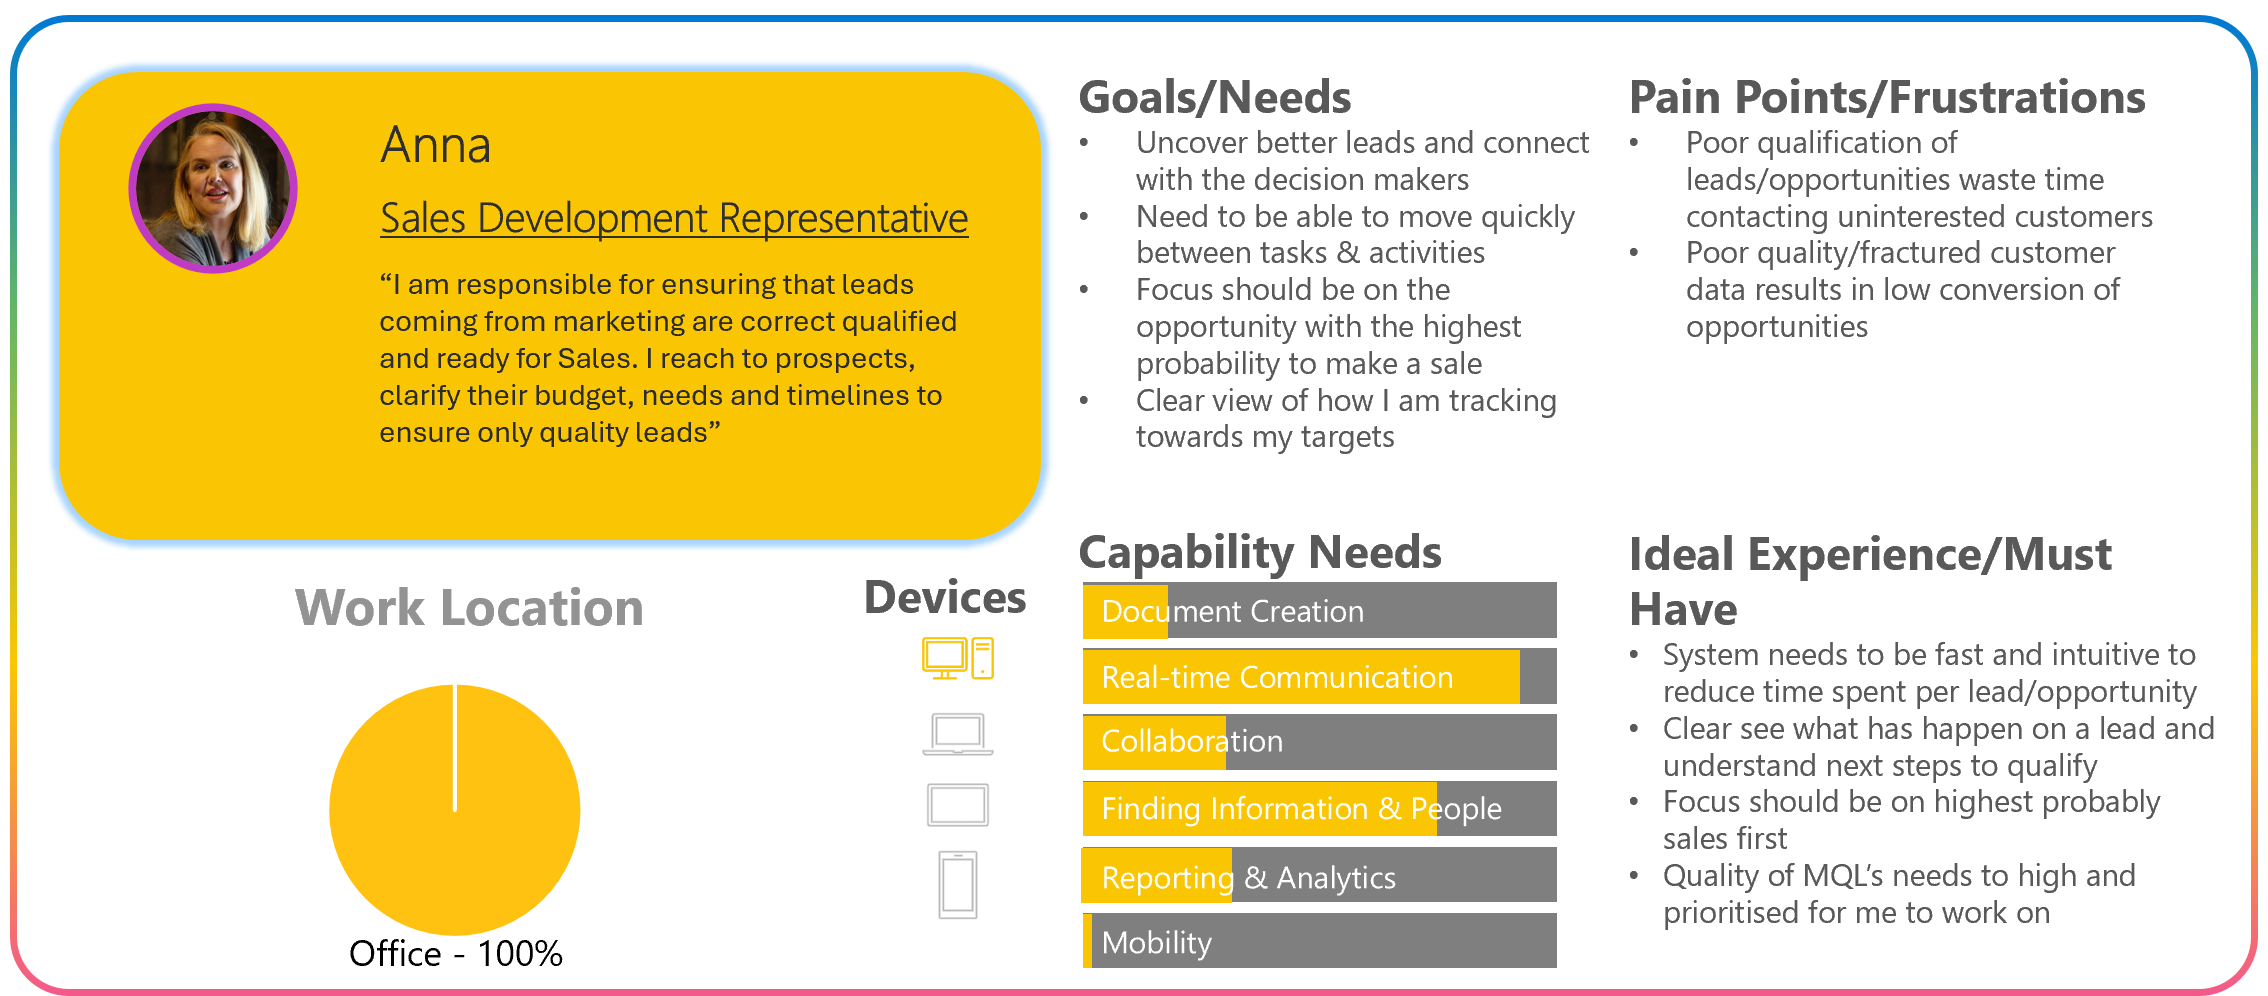 Anna
Sales Development Representative
“I am responsible for ensuring that leads
coming from marketing are correct qualified
and ready for Sales. I reach to prospects,
clarify their budget, needs and timelines to
ensure only quality leads”
Goals/Needs
• Uncover better leads and connect
with the decision makers
• Need to be able to move quickly
between tasks & activities
• Focus should be on the
opportunity with the highest
probability to make a sale
• Clear view of how I am tracking
towards my targets
Pain Points/Frustrations
• Poor qualification of
leads/opportunities waste time
contacting uninterested customers
• Poor quality/fractured customer
data results in low conversion of
opportunities
Work Location
Office - 100%
Devices
Capability Needs
Document Creation
Real-time Communication
Collaboration
Finding Information & People
Reporting & Analytics
Mobility
Ideal Experience/Must
Have
• System needs to be fast and intuitive to
reduce time spent per lead/opportunity
• Clear see what has happen on a lead and
understand next steps to qualify
• Focus should be on highest probably
sales first
• Quality of MQL‘s needs to high and
prioritised for me to work on